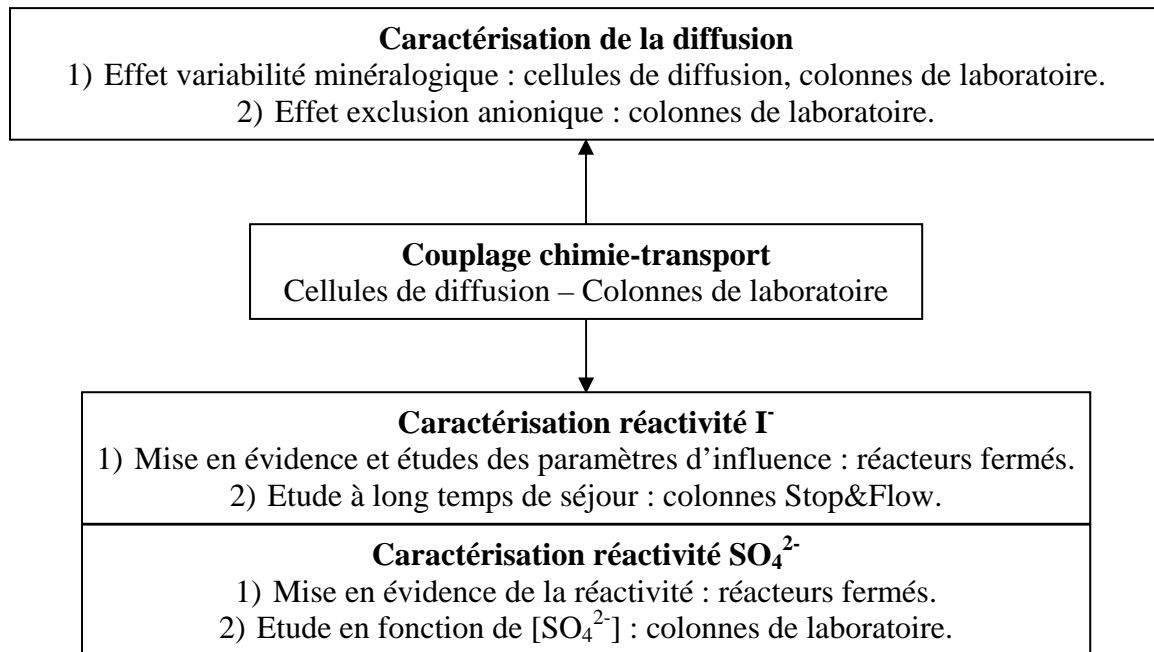 Caractérisation de la diffusion
1) Effet variabilité minéralogique : cellules de diffusion, colonnes de laboratoire.
2) Effet exclusion anionique : colonnes de laboratoire.
Couplage chimie-transport
Cellules de diffusion – Colonnes de laboratoire
Caractérisation réactivité I⁻
1) Mise en évidence et études des paramètres d’influence : réacteurs fermés.
2) Etude à long temps de séjour : colonnes Stop&Flow.
Caractérisation réactivité SO₄²⁻
1) Mise en évidence de la réactivité : réacteurs fermés.
2) Etude en fonction de [SO₄²⁻] : colonnes de laboratoire.